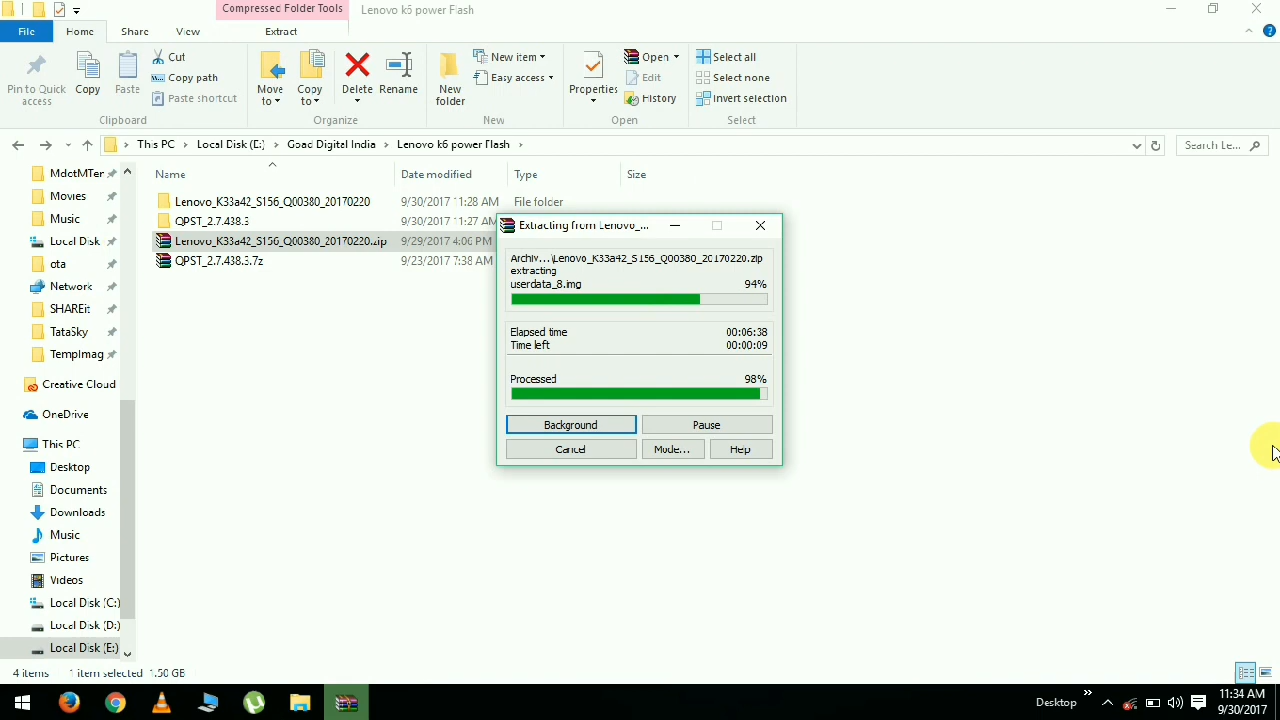 Compressed Folder Tools
Lenovo k6 power Flash
File
Home
Share
View
Extract
Pin to Quick access
Copy
Paste
Cut
Copy path
Paste shortcut
Clipboard
Move to
Copy to
Delete
Rename
Organize
New folder
New item
Easy access
New
Properties
Open
Edit
History
Open
Select all
Select none
Invert selection
Select
This PC
Local Disk (E:)
Goad Digital India
Lenovo k6 power Flash
Search Le...
Name
Date modified
Type
Size
Lenovo_K33a42_S156_Q00380_20170220 9/30/2017 11:28 AM File folder
QPST_2.7.438.3 9/30/2017 11:27 AM
Lenovo_K33a42_S156_Q00380_20170220.zip 9/29/2017 4:06 PM
QPST_2.7.438.3.7z 9/23/2017 7:38 AM
Movies
Music
Local Disk
ota
Network
SHAREit
TataSky
TempImag
Creative Cloud
OneDrive
This PC
Desktop
Documents
Downloads
Music
Pictures
Videos
Local Disk (C:)
Local Disk (D:)
Local Disk (E:)
Extracting from Lenovo_...
Archiv...\Lenovo_K33a42_S156_Q00380_20170220.zip
extracting
userdata_8.img 94%
Elapsed time 00:06:38
Time left 00:00:09
Processed 98%
Background
Pause
Cancel
Mode...
Help
4 items
1 item selected 1.50 GB
Desktop
11:34 AM
9/30/2017